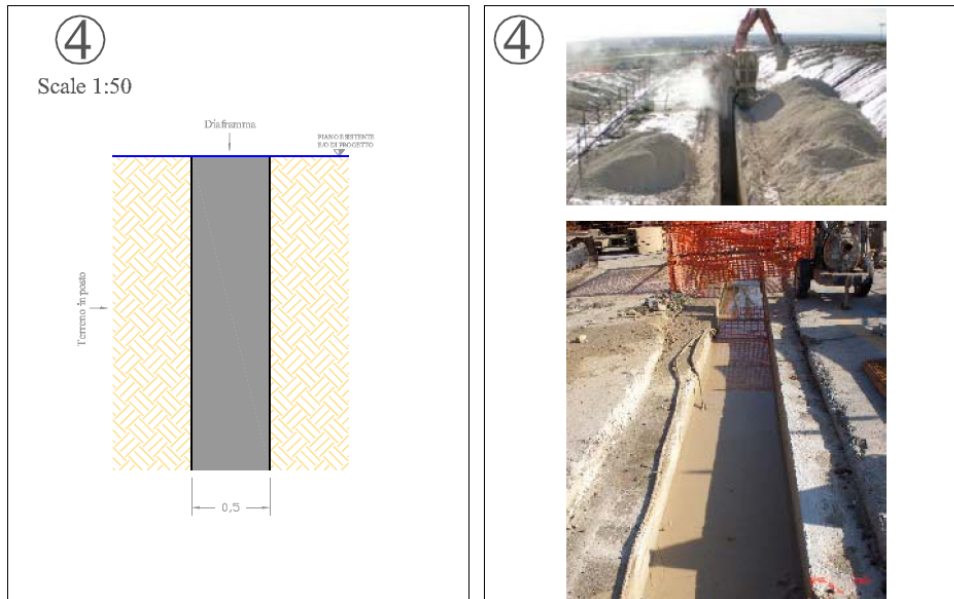 4
Scale 1:50
Diaframma
PIANO ESISTENTE
E/O DI PROGETTO
Terreno in posto
0,5
4